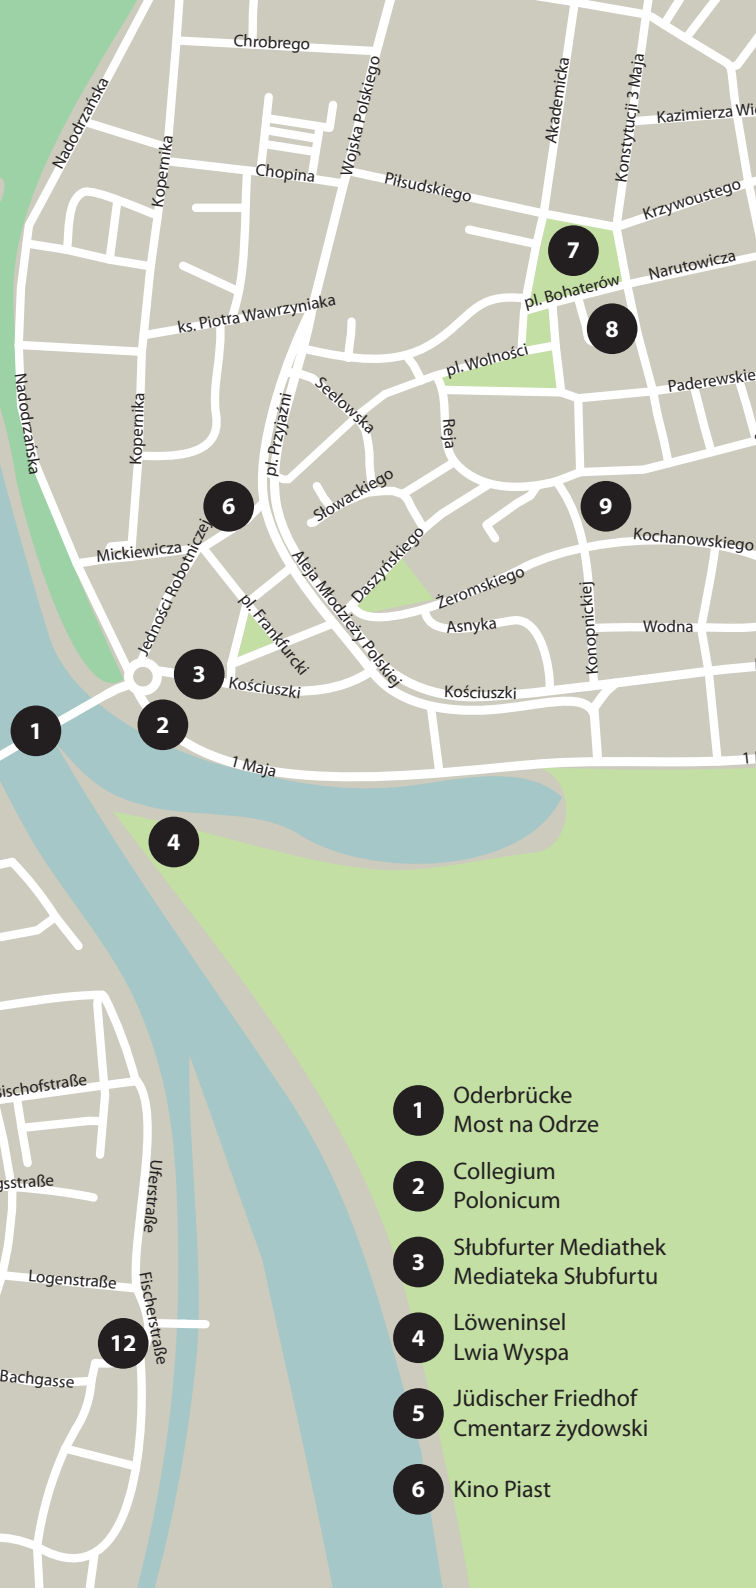 Chrobrego
Nadodrzańska
Kopernika
Wojska Polskiego
Akademicka
Konstytucji 3 Maja
Kazimierza Wie
Chopina
Piłsudskiego
Krzywoustego
7
Narutowicza
pl. Bohaterów
ks. Piotra Wawrzyniaka
8
pl. Wolności
Nadodrzańska
Kopernika
pl. Przyjaźni
Seelowska
Reja
Paderewskie
6
Słowackiego
9
Mickiewicza
Jedności Robotniczej
Kochanowskiego
Aleja Młodzieży Polskiej
Daszyńskiego
Żeromskiego
pl. Frankfurcki
Asnyka
Konopnickiej
Wodna
3
Kościuszki
Kościuszki
1
2
1 Maja
1
4
ischofstraße
gsstraße
Uferstraße
Logenstraße
Fischerstraße
12
Bachgasse
1
Oderbrücke
Most na Odrze
2
Collegium
Polonicum
3
Słubfurter Mediathek
Mediateka Słubfurtu
4
Löweninsel
Lwia Wyspa
5
Jüdischer Friedhof
Cmentarz żydowski
6
Kino Piast